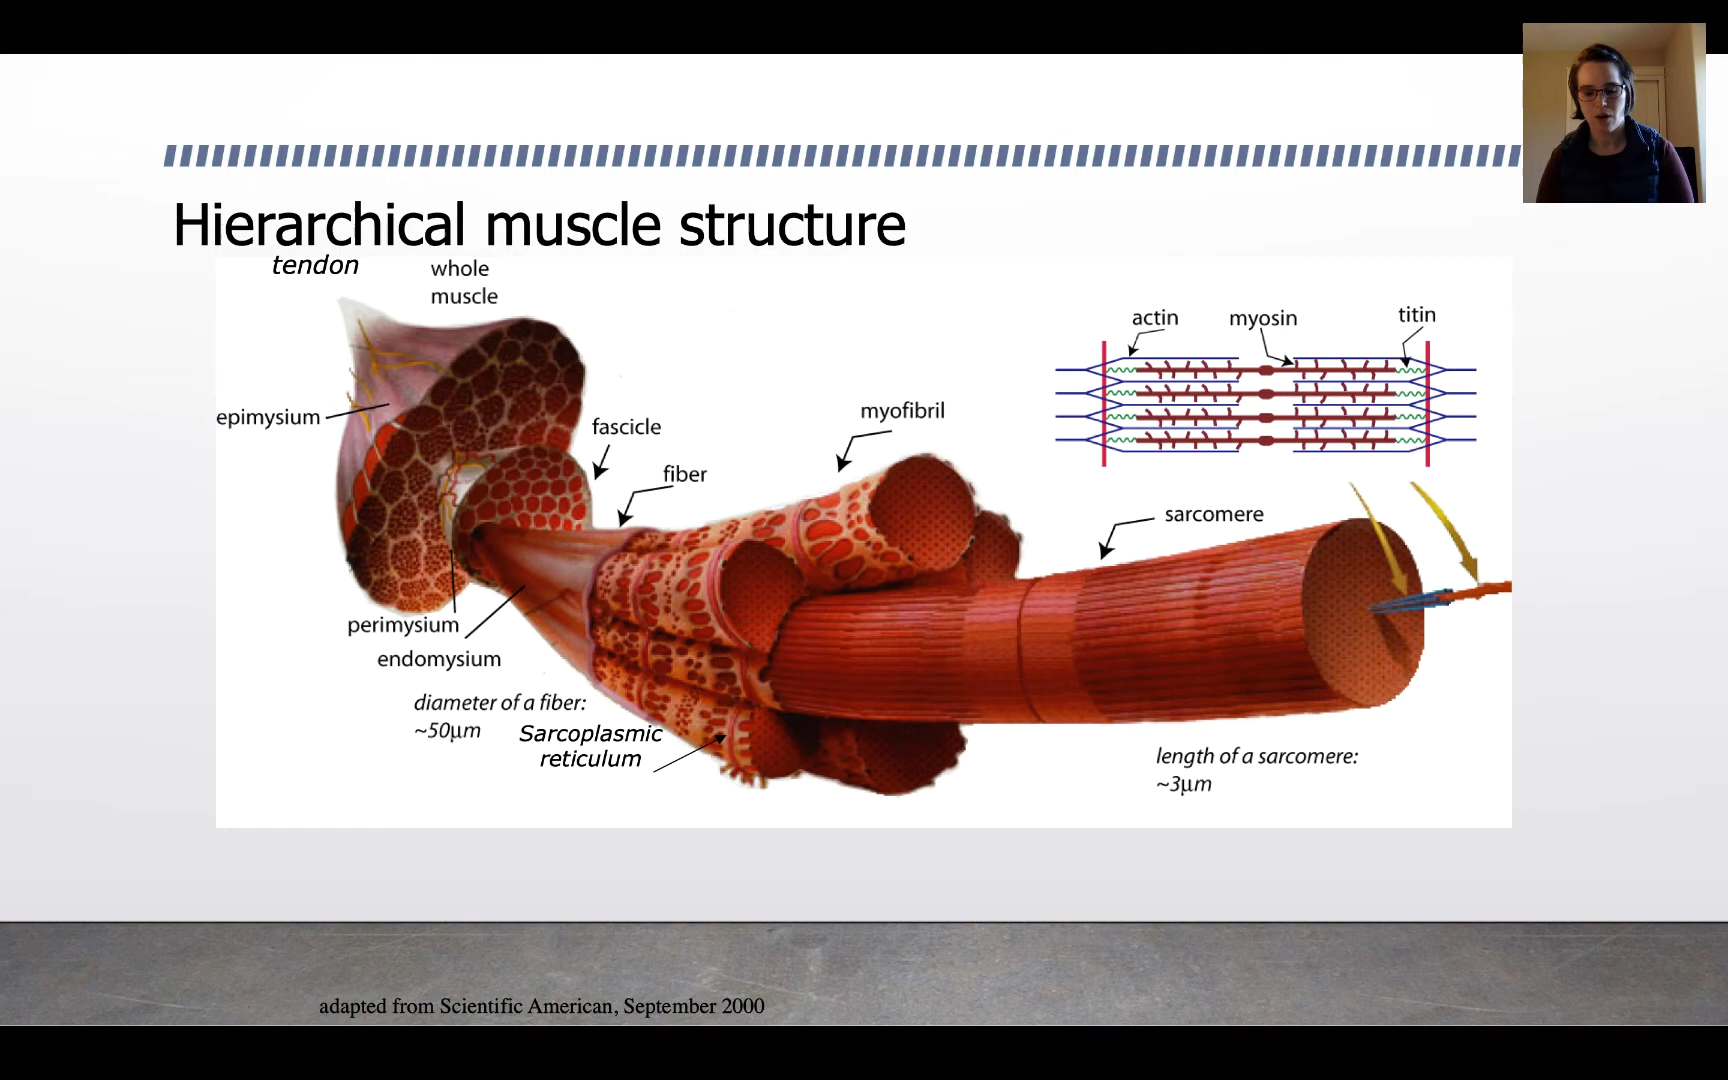 Hierarchical muscle structure
tendon
whole
muscle
actin
myosin
titin
epimysium
fascicle
myofibril
fiber
sarcomere
perimysium
endomysium
diameter of a fiber:
~50μm
Sarcoplasmic
reticulum
length of a sarcomere:
~3μm
adapted from Scientific American, September 2000